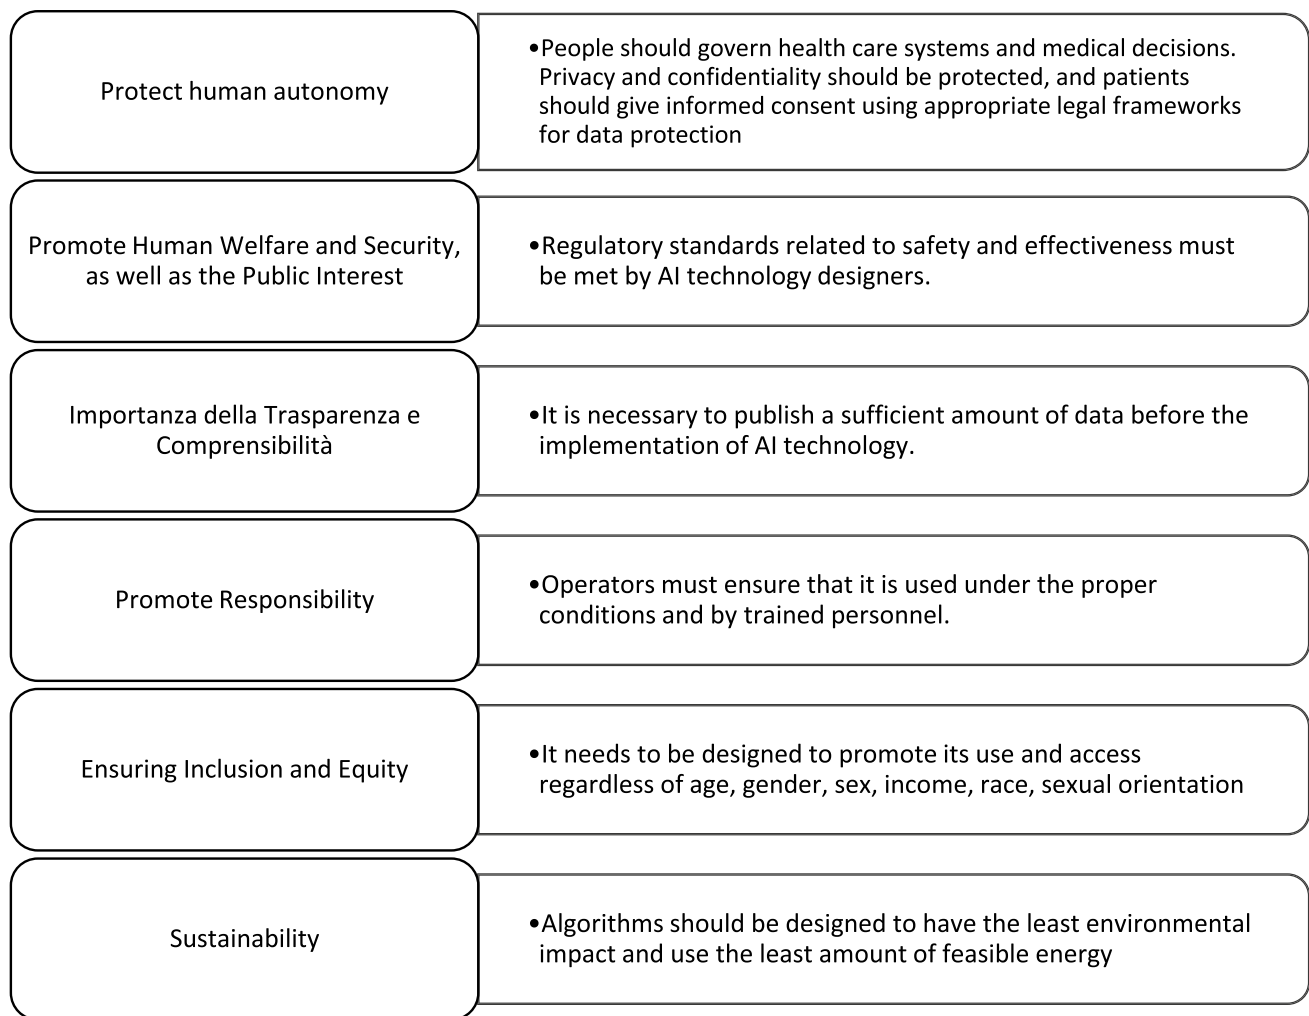 Protect human autonomy
•People should govern health care systems and medical decisions.
Privacy and confidentiality should be protected, and patients
should give informed consent using appropriate legal frameworks
for data protection
Promote Human Welfare and Security,
as well as the Public Interest
•Regulatory standards related to safety and effectiveness must
be met by AI technology designers.
Importanza della Trasparenza e
Comprensibilità
•It is necessary to publish a sufficient amount of data before the
implementation of AI technology.
Promote Responsibility
•Operators must ensure that it is used under the proper
conditions and by trained personnel.
Ensuring Inclusion and Equity
•It needs to be designed to promote its use and access
regardless of age, gender, sex, income, race, sexual orientation
Sustainability
•Algorithms should be designed to have the least environmental
impact and use the least amount of feasible energy